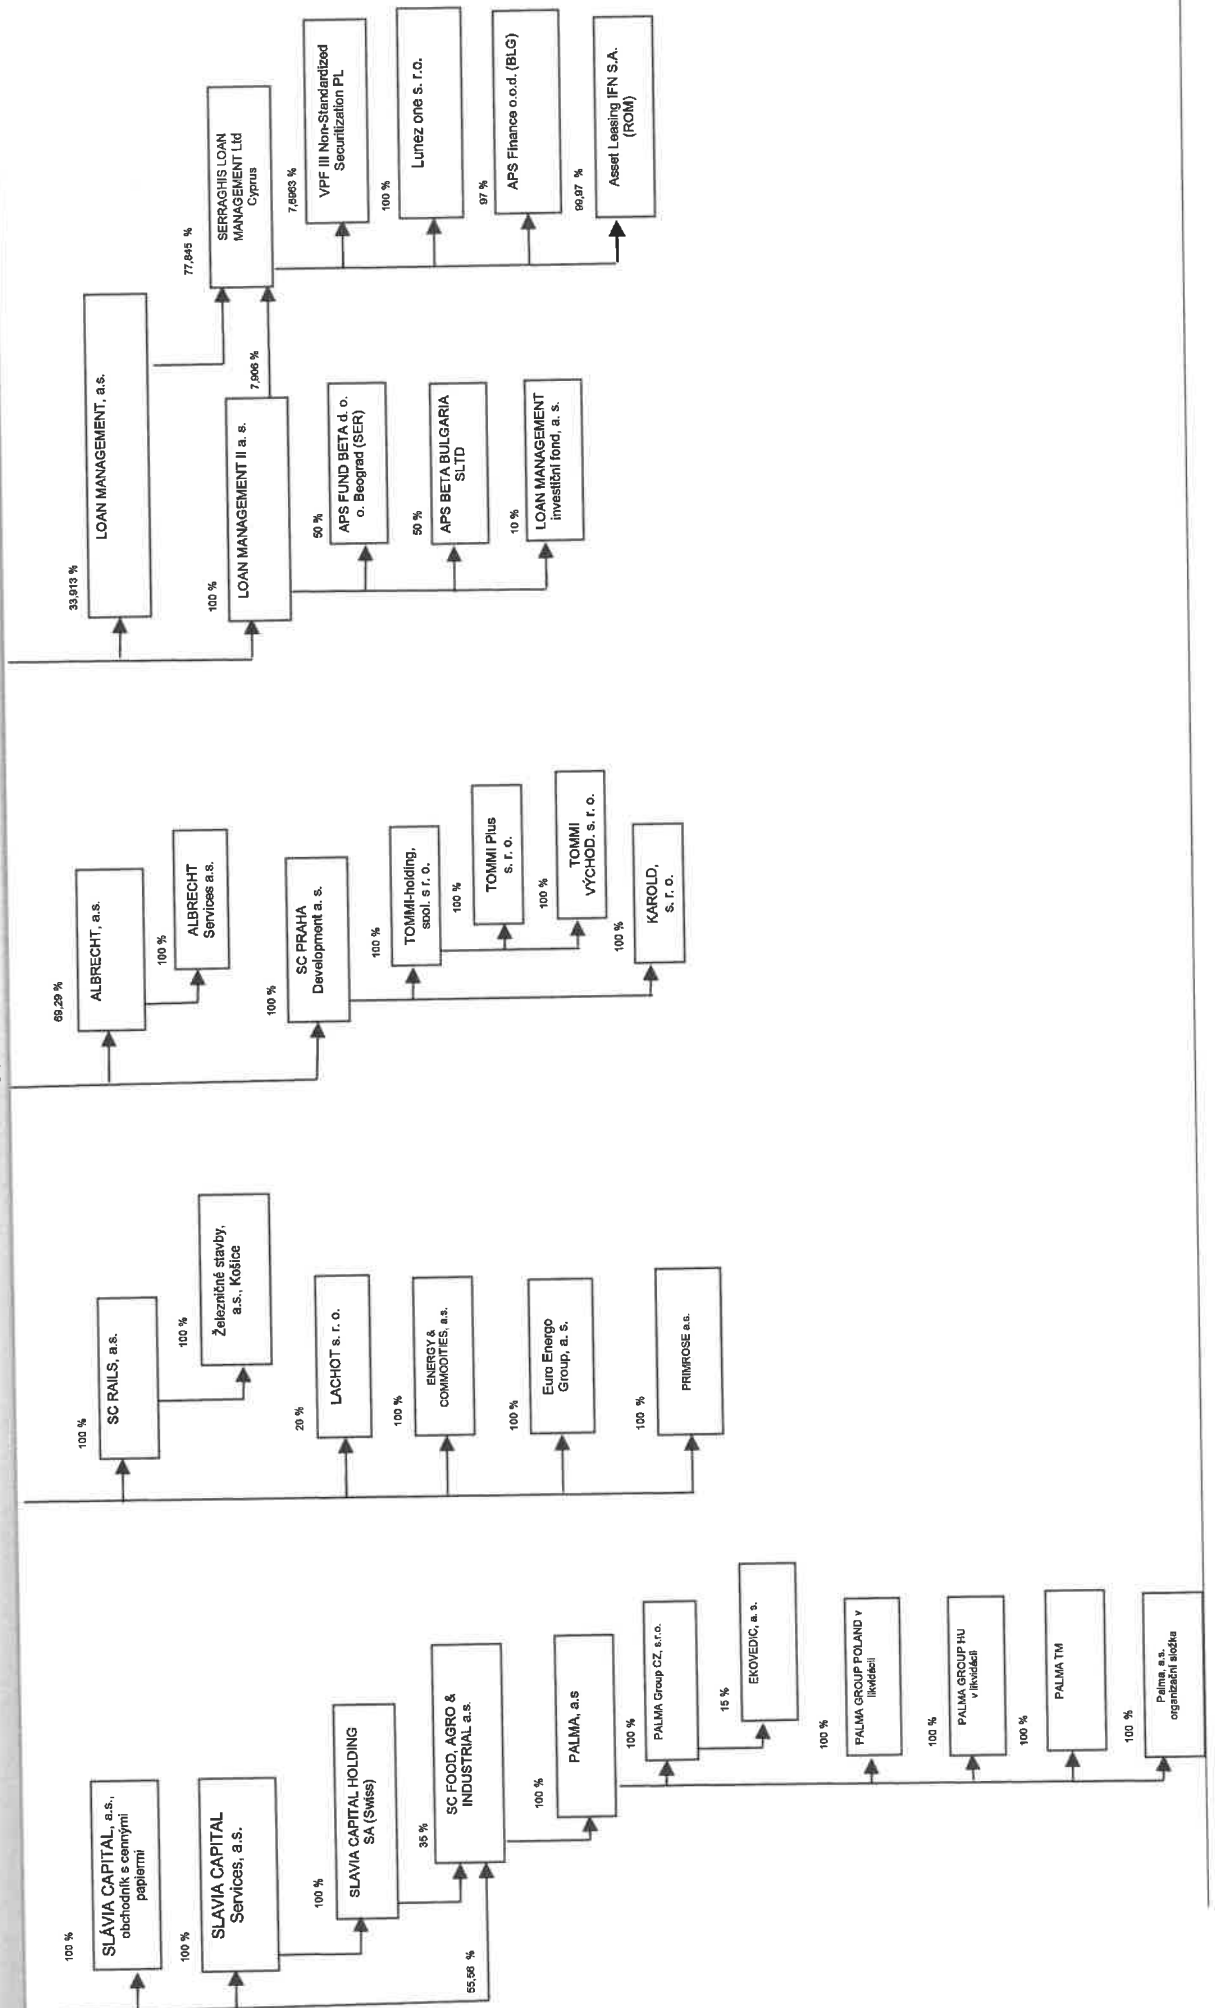 100 %
SLÁVIA CAPITAL, a.s.,
obchodník s cennými
papiermi
100 %
SLAVIA CAPITAL
Services, a.s.
100 %
SLAVIA CAPITAL HOLDING
SA (Swiss)
35 %
55,56 %
SC FOOD, AGRO &
INDUSTRIAL a.s.
100 %
PALMA, a.s
100 %
PALMA Group CZ, s.r.o.
15 %
EKOVEDIC, a. s.
100 %
PALMA GROUP POLAND v
likvidácii
100 %
PALMA GROUP HU
v likvidácii
100 %
PALMA TM
100 %
Palma, a.s.
organizační složka
100 %
SC RAILS, a.s.
100 %
Železničné stavby,
a.s., Košice
20 %
LACHOT s. r. o.
100 %
ENERGY &
COMMODITIES, a.s.
100 %
Euro Energo
Group, a. s.
100 %
PRIMROSE a.s.
69,29 %
ALBRECHT, a.s.
100 %
ALBRECHT
Services a.s.
100 %
SC PRAHA
Development a. s.
100 %
TOMMI-holding,
spol. s r. o.
100 %
TOMMI Plus
s. r. o.
100 %
TOMMI
VÝCHOD. s. r. o.
100 %
KAROLD,
s. r. o.
33,913 %
LOAN MANAGEMENT, a.s.
100 %
LOAN MANAGEMENT II a. s.
7,906 %
50 %
APS FUND BETA d. o.
o. Beograd (SER)
50 %
APS BETA BULGARIA
SLTD
10 %
LOAN MANAGEMENT
investiční fond, a. s.
77,845 %
SERRAGHIS LOAN
MANAGEMENT Ltd
Cyprus
7,6963 %
VPF III Non-Standardized
Securitization PL
100 %
Lunez one s. r.o.
97 %
APS Finance o.o.d. (BLG)
99,97 %
Asset Leasing IFN S.A.
(ROM)